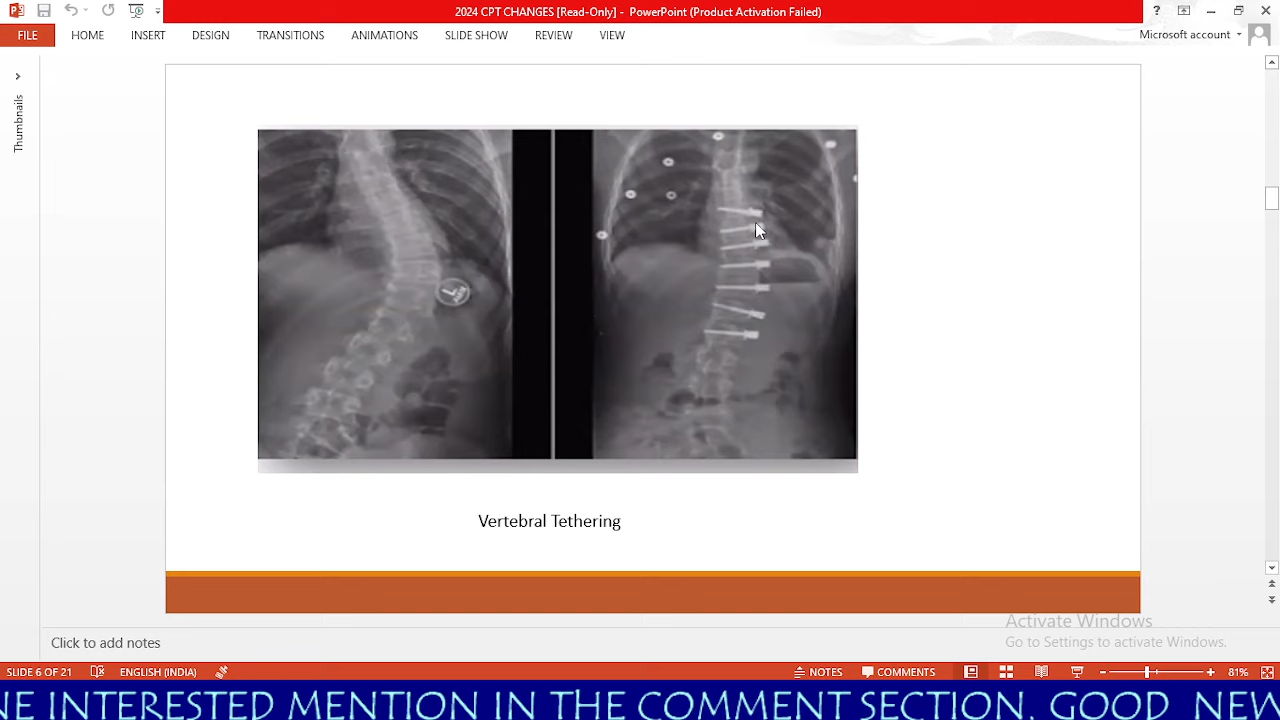 2024 CPT CHANGES [Read-Only] - PowerPoint (Product Activation Failed)
?
FILE HOME INSERT DESIGN TRANSITIONS ANIMATIONS SLIDE SHOW REVIEW VIEW
Microsoft account
Thumbnails
L
Vertebral Tethering
Activate Windows
Go to Settings to activate Windows.
Click to add notes
SLIDE 6 OF 21 ENGLISH (INDIA) NOTES COMMENTS 81%
NE INTERESTED MENTION IN THE COMMENT SECTION. GOOD NEW